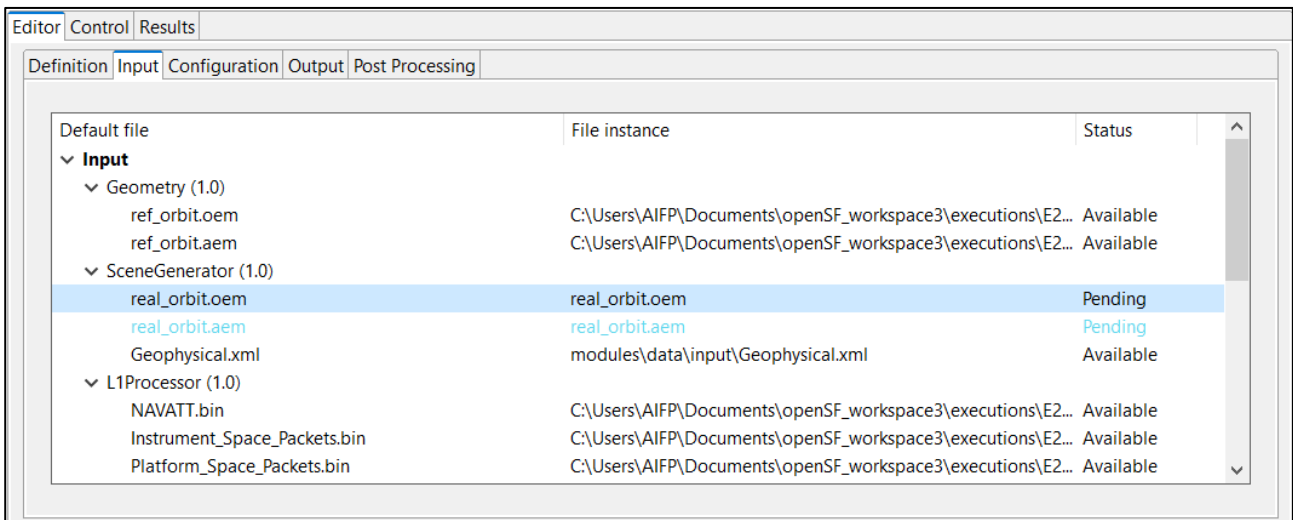 Editor Control Results
Definition Input Configuration Output Post Processing
Default file File instance Status
Input
Geometry (1.0)
ref_orbit.oem C:\Users\AIFP\Documents\openSF_workspace3\executions\E2... Available
ref_orbit.aem C:\Users\AIFP\Documents\openSF_workspace3\executions\E2... Available
SceneGenerator (1.0)
real_orbit.oem real_orbit.oem Pending
real_orbit.aem real_orbit.aem Pending
Geophysical.xml modules\data\input\Geophysical.xml Available
L1Processor (1.0)
NAVATT.bin C:\Users\AIFP\Documents\openSF_workspace3\executions\E2... Available
Instrument_Space_Packets.bin C:\Users\AIFP\Documents\openSF_workspace3\executions\E2... Available
Platform_Space_Packets.bin C:\Users\AIFP\Documents\openSF_workspace3\executions\E2... Available